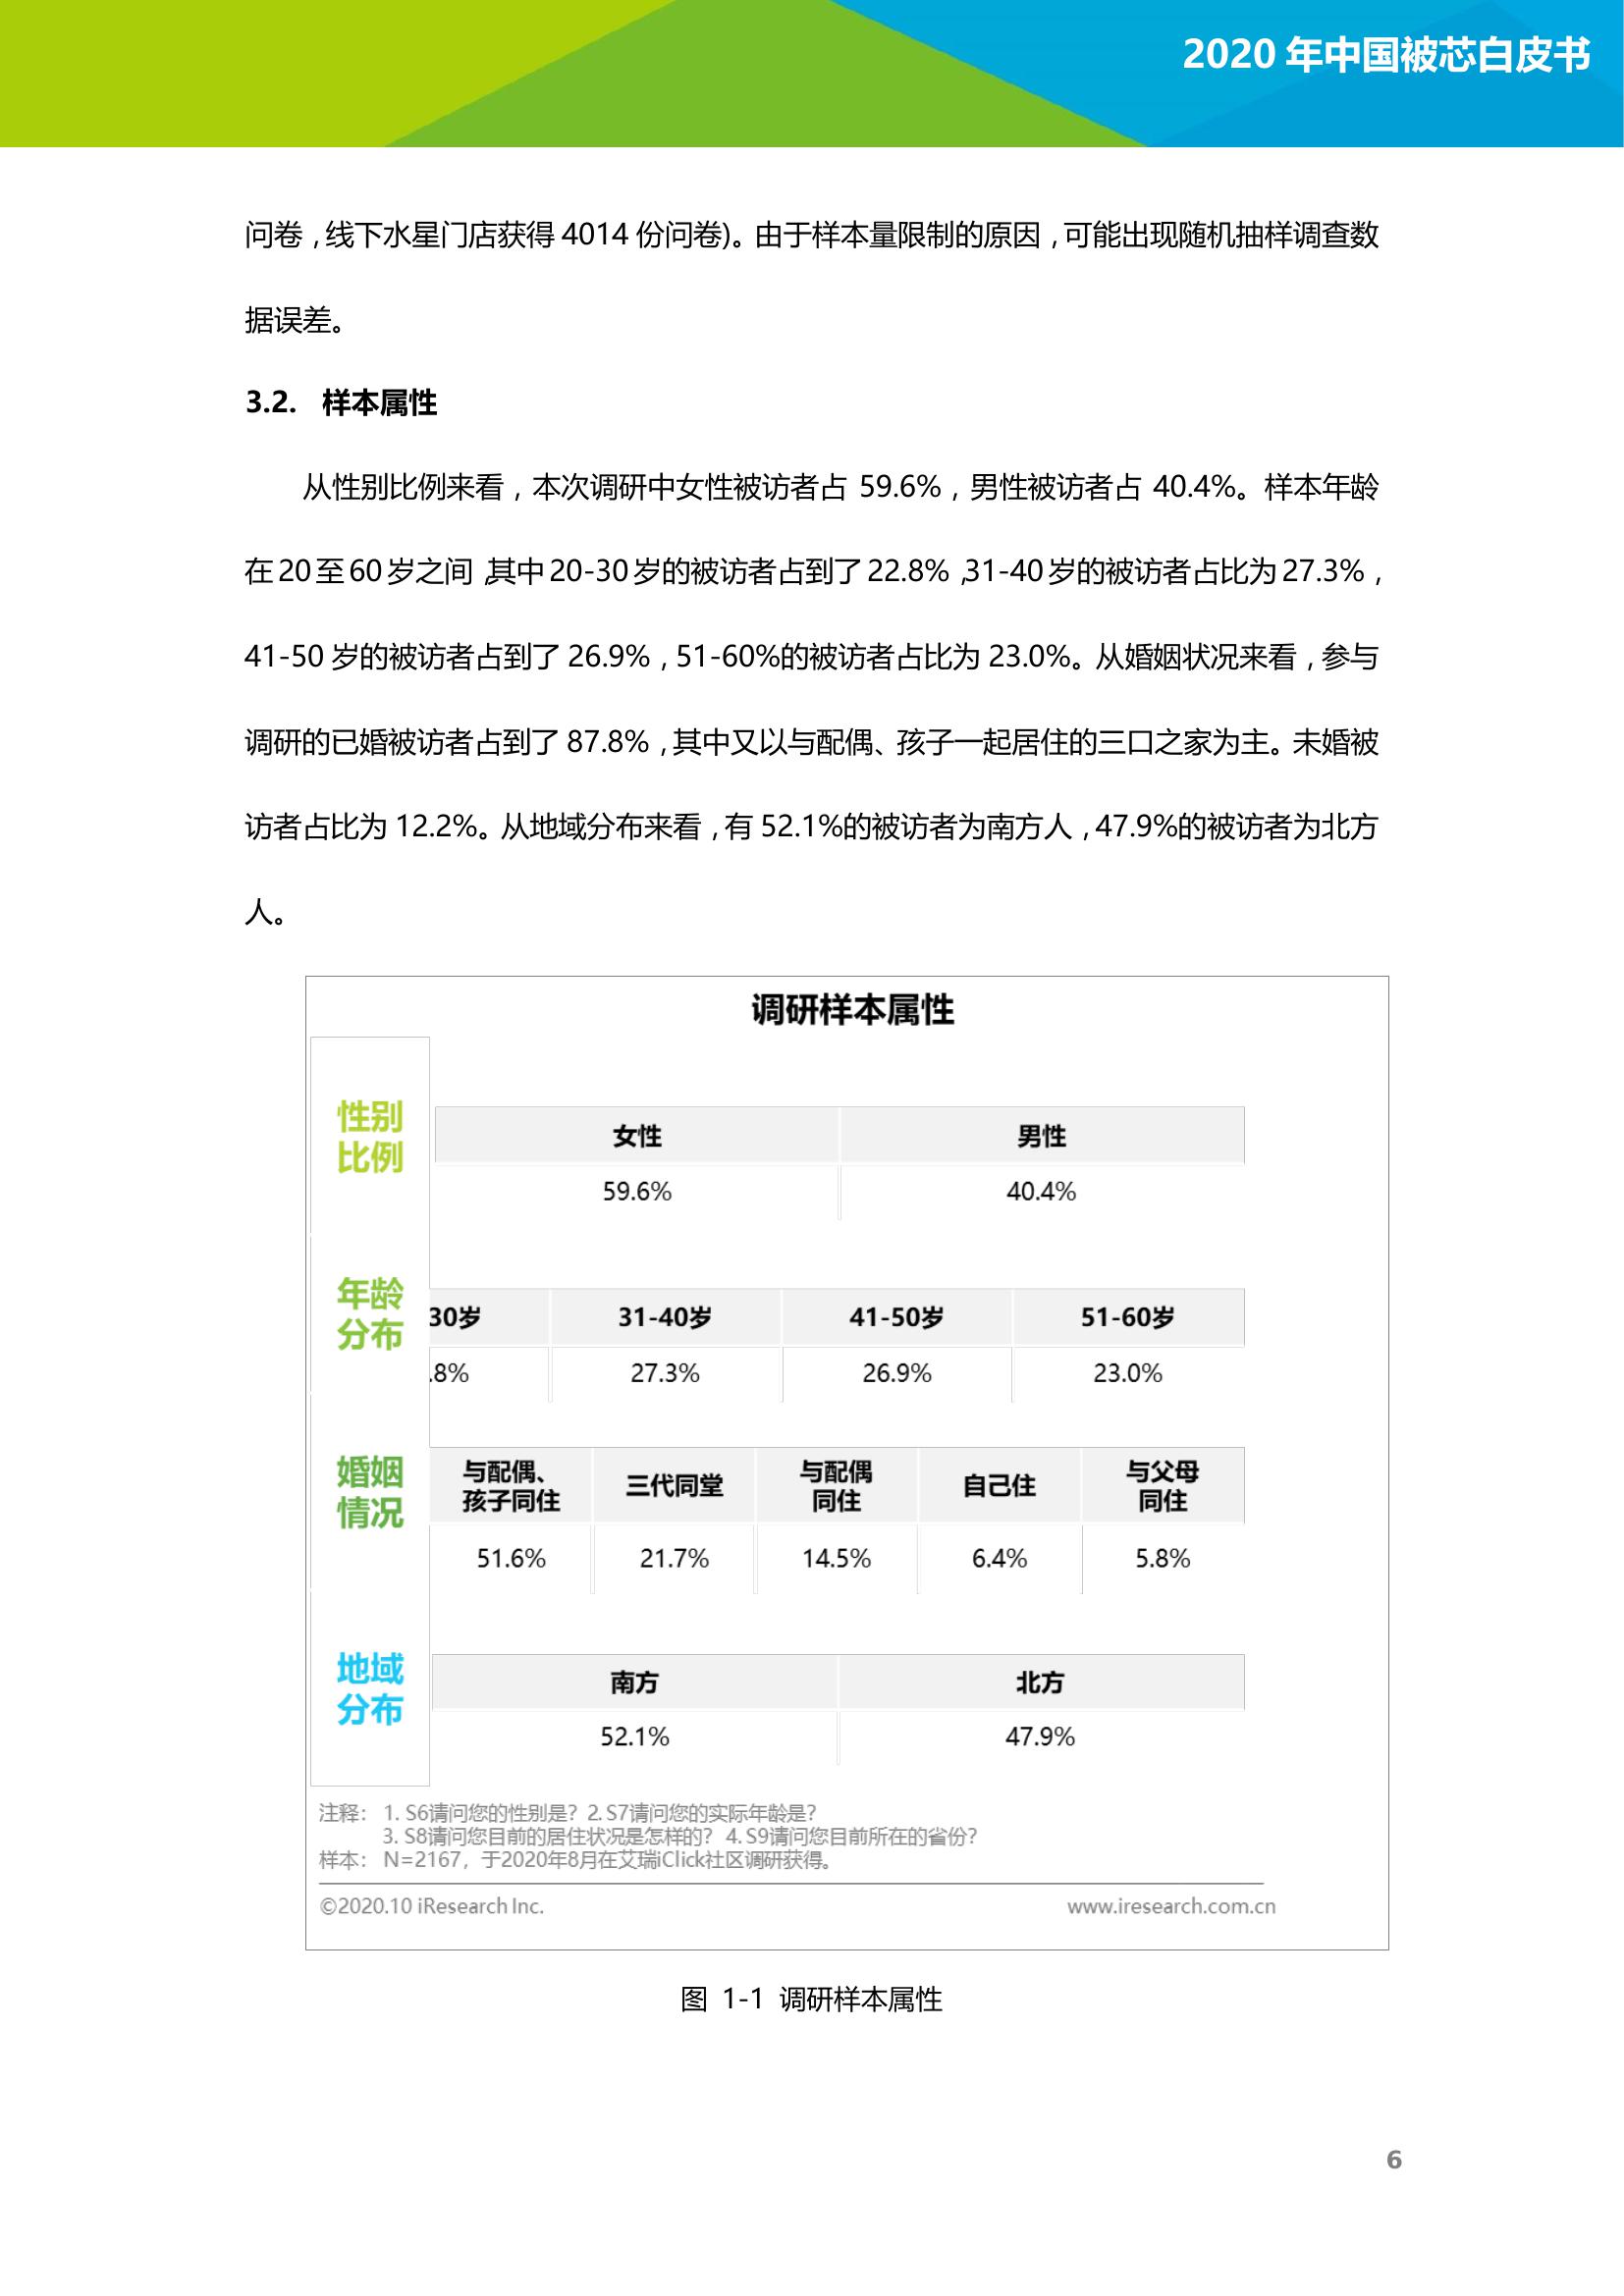 2020 年中国被芯白皮书
问卷，线下水星门店获得 4014 份问卷)。由于样本量限制的原因，可能出现随机抽样调查数
据误差。
3.2. 样本属性
从性别比例来看，本次调研中女性被访者占 59.6%，男性被访者占 40.4%。样本年龄
在 20 至 60 岁之间，其中 20-30 岁的被访者占到了 22.8%，31-40 岁的被访者占比为 27.3%，
41-50 岁的被访者占到了 26.9%，51-60%的被访者占比为 23.0%。从婚姻状况来看，参与
调研的已婚被访者占到了 87.8%，其中又以与配偶、孩子一起居住的三口之家为主。未婚被
访者占比为 12.2%。从地域分布来看，有 52.1%的被访者为南方人，47.9%的被访者为北方
人。
调研样本属性
性别
比例
女性 男性
59.6% 40.4%
年龄
分布
30岁 31-40岁 41-50岁 51-60岁
.8% 27.3% 26.9% 23.0%
婚姻
情况
与配偶、
孩子同住 三代同堂 与配偶
同住 自己住 与父母
同住
51.6% 21.7% 14.5% 6.4% 5.8%
地域
分布
南方 北方
52.1% 47.9%
注释： 1. S6请问您的性别是？2. S7请问您的实际年龄是？
3. S8请问您目前的居住状况是怎样的？ 4. S9请问您目前所在的省份？
样本： N=2167，于2020年8月在艾瑞iClick社区调研获得。
©2020.10 iResearch Inc. www.iresearch.com.cn
图 1-1 调研样本属性
6